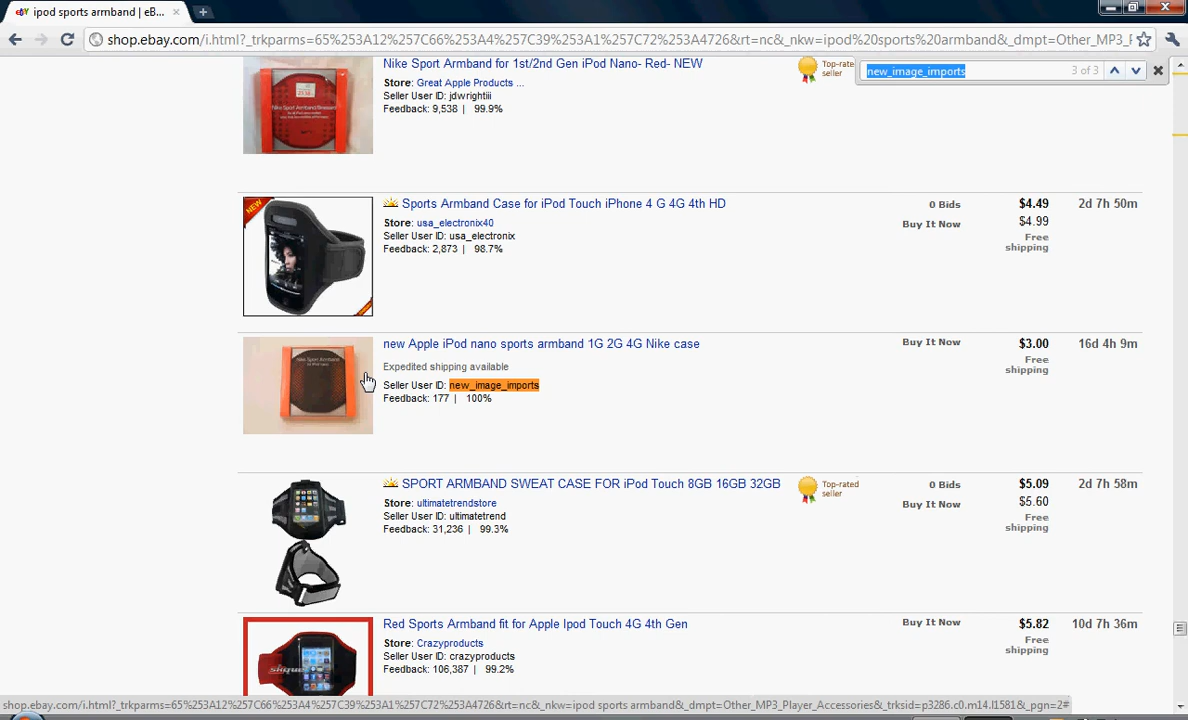 ipod sports armband | eB...
shop.ebay.com/i.html?_trkparms=65%253A12%257C66%253A4%257C39%253A1%257C72%253A4726&rt=nc&_nkw=ipod%20sports%20armband&_dmpt=Other_MP3_F
new_image_imports 3 of 3
Nike Sport Armband for 1st/2nd Gen iPod Nano- Red- NEW
Top-rate
seller
Store: Great Apple Products ...
Seller User ID: jdwrightiii
Feedback: 9,538 | 99.9%
NEW
Sports Armband Case for iPod Touch iPhone 4 G 4G 4th HD
0 Bids $4.49 2d 7h 50m
Store: usa_electronix40
Buy It Now $4.99
Seller User ID: usa_electronix
Free
shipping
Feedback: 2,873 | 98.7%
new Apple iPod nano sports armband 1G 2G 4G Nike case
Buy It Now $3.00 16d 4h 9m
Free
shipping
Expedited shipping available
Seller User ID: new_image_imports
Feedback: 177 | 100%
SPORT ARMBAND SWEAT CASE FOR iPod Touch 8GB 16GB 32GB
Top-rated
seller
0 Bids $5.09 2d 7h 58m
Store: ultimatetrendstore
Buy It Now $5.60
Seller User ID: ultimatetrend
Free
shipping
Feedback: 31,236 | 99.3%
Red Sports Armband fit for Apple Ipod Touch 4G 4th Gen
Buy It Now $5.82 10d 7h 36m
Free
shipping
Store: Crazyproducts
Seller User ID: crazyproducts
Feedback: 106,387 | 99.2%
shop.ebay.com/i.html?_trkparms=65%253A12%257C66%253A4%257C39%253A1%257C72%253A4726&rt=nc&_nkw=ipod sports armband&_dmpt=Other_MP3_Player_Accessories&_trksid=p3286.c0.m14.l1581&_pgn=2#